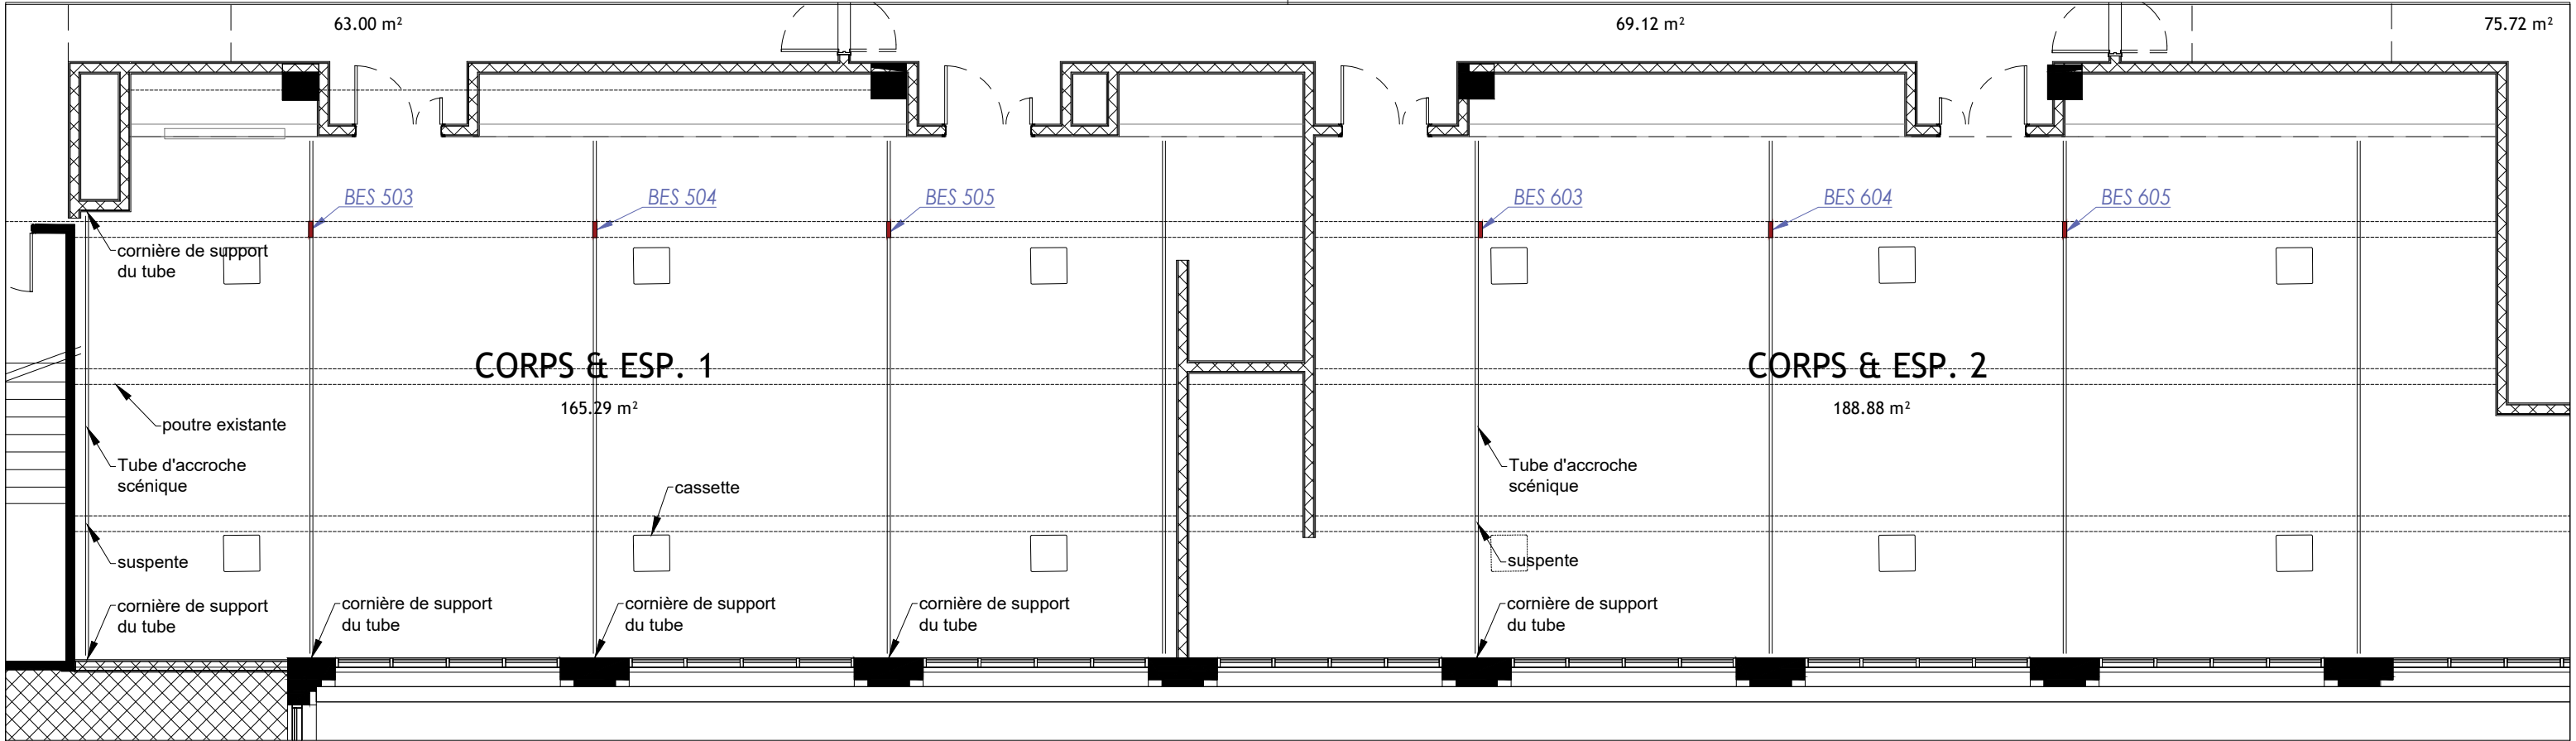 63.00 m²
69.12 m²
75.72 m²
BES 503
BES 504
BES 505
BES 603
BES 604
BES 605
cornière de support
du tube
CORPS & ESP. 1
165.29 m²
CORPS & ESP. 2
188.88 m²
poutre existante
Tube d'accroche
scénique
Tube d'accroche
scénique
cassette
suspente
suspente
cornière de support
du tube
cornière de support
du tube
cornière de support
du tube
cornière de support
du tube
cornière de support
du tube